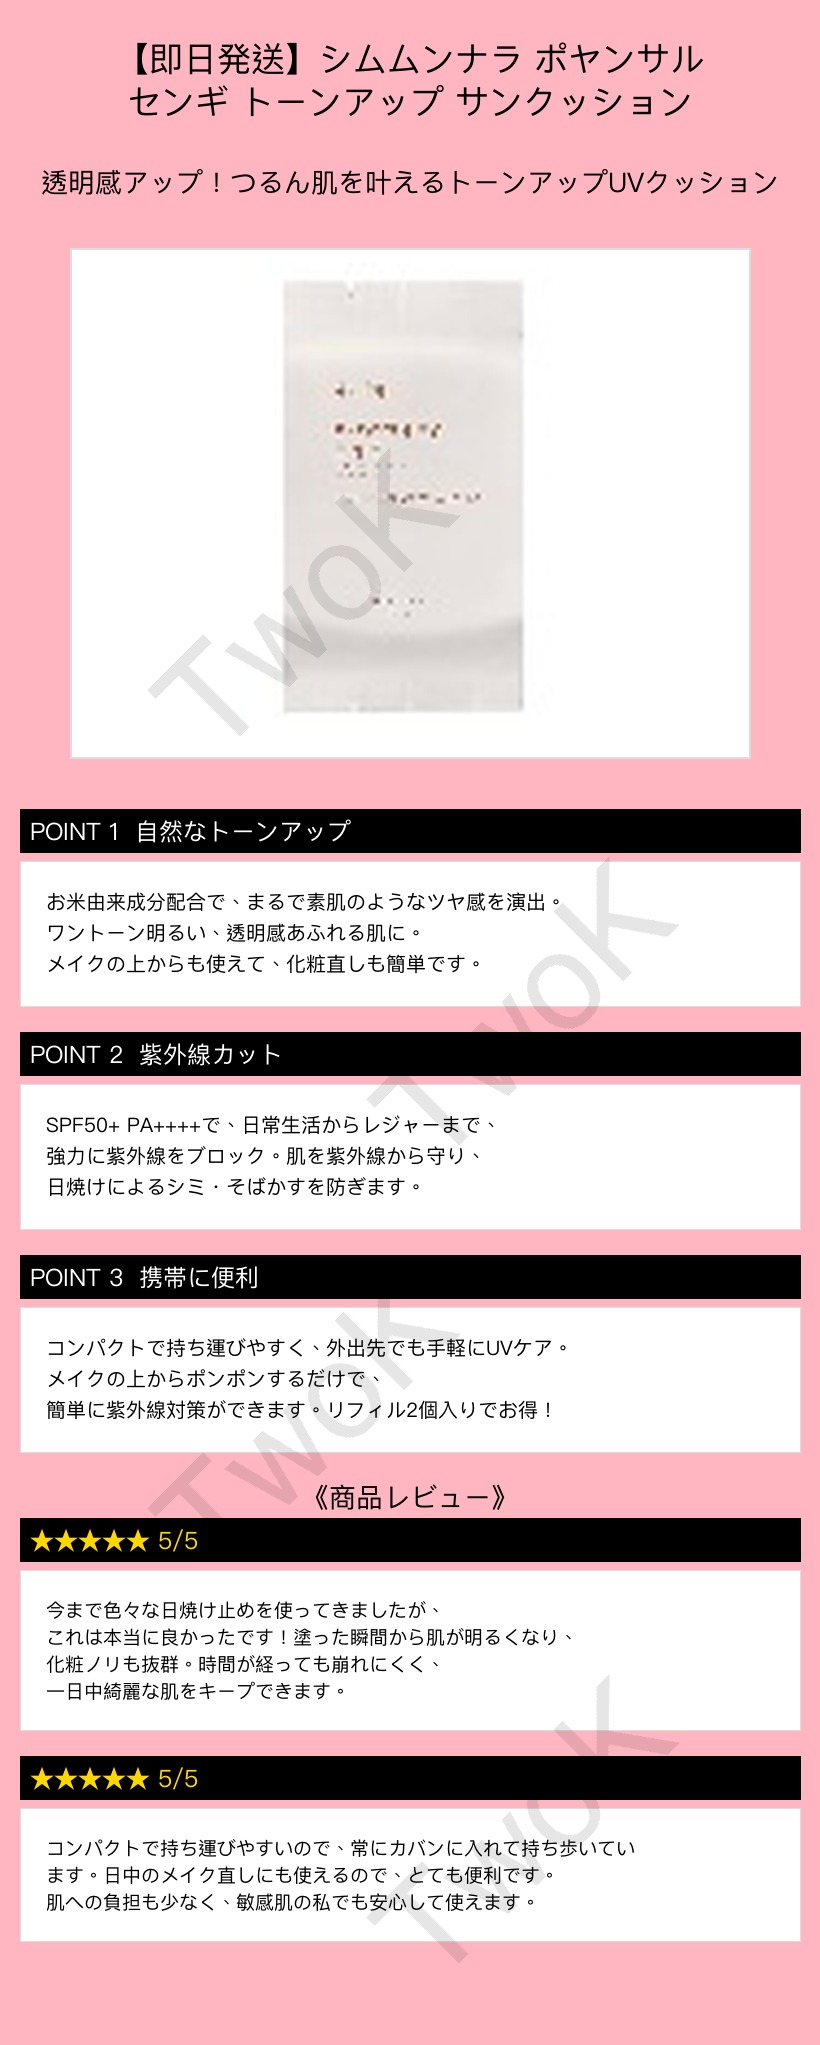 【即日発送】シムムンナラ ポヤンサル
センギ トーンアップ サンクッション
透明感アップ！つるん肌を叶えるトーンアップUVクッション
TwoK
POINT 1 自然なトーンアップ
お米由来成分配合で、まるで素肌のようなツヤ感を演出。
ワントーン明るい、透明感あふれる肌に。
メイクの上からも使えて、化粧直しも簡単です。
TwoK
POINT 2 紫外線カット
SPF50+ PA++++で、日常生活からレジャーまで、
強力に紫外線をブロック。肌を紫外線から守り、
日焼けによるシミ・そばかすを防ぎます。
POINT 3 携帯に便利
コンパクトで持ち運びやすく、外出先でも手軽にUVケア。
メイクの上からポンポンするだけで、
簡単に紫外線対策ができます。リフィル2個入りでお得！
TwoK
《商品レビュー》
★★★★★ 5/5
今まで色々な日焼け止めを使ってきましたが、
これは本当に良かったです！塗った瞬間から肌が明るくなり、
化粧ノリも抜群。時間が経っても崩れにくく、
一日中綺麗な肌をキープできます。
★★★★★ 5/5
コンパクトで持ち運びやすいので、常にカバンに入れて持ち歩いてい
ます。日中のメイク直しにも使えるので、とても便利です。
肌への負担も少なく、敏感肌の私でも安心して使えます。
TwoK